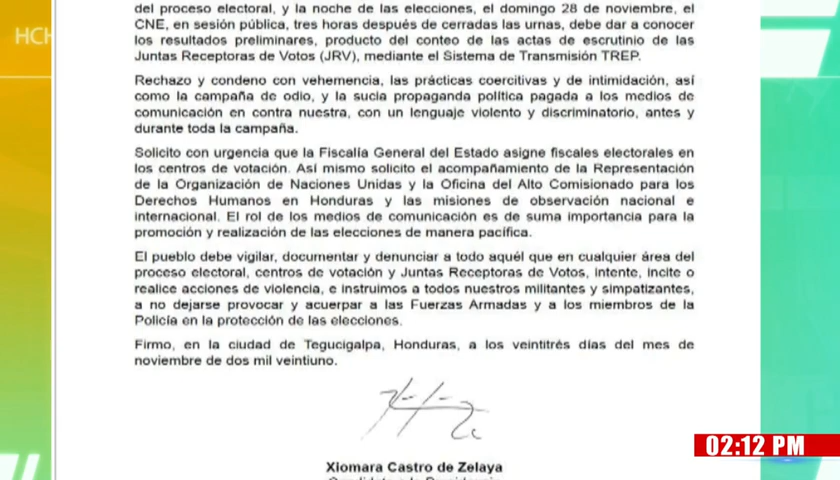 HCH
del proceso electoral, y la noche de las elecciones, el domingo 28 de noviembre, el
CNE, en sesión pública, tres horas después de cerradas las urnas, debe dar a conocer
los resultados preliminares, producto del conteo de las actas de escrutinio de las
Juntas Receptoras de Votos (JRV), mediante el Sistema de Transmisión TREP.
Rechazo y condeno con vehemencia, las prácticas coercitivas y de intimidación, así
como la campaña de odio, y la sucia propaganda política pagada a los medios de
comunicación en contra nuestra, con un lenguaje violento y discriminatorio, antes y
durante toda la campaña.
Solicito con urgencia que la Fiscalía General del Estado asigne fiscales electorales en
los centros de votación. Así mismo solicito el acompañamiento de la Representación
de la Organización de Naciones Unidas y la Oficina del Alto Comisionado para los
Derechos Humanos en Honduras y las misiones de observación nacional e
internacional. El rol de los medios de comunicación es de suma importancia para la
promoción y realización de las elecciones de manera pacífica.
El pueblo debe vigilar, documentar y denunciar a todo aquél que en cualquier área del
proceso electoral, centros de votación y Juntas Receptoras de Votos, intente, incite o
realice acciones de violencia, e instruimos a todos nuestros militantes y simpatizantes,
a no dejarse provocar y acuerpar a las Fuerzas Armadas y a los miembros de la
Policía en la protección de las elecciones.
Firmo, en la ciudad de Tegucigalpa, Honduras, a los veintitrés días del mes de
noviembre de dos mil veintiuno.
Xiomara Castro de Zelaya
02:12 PM